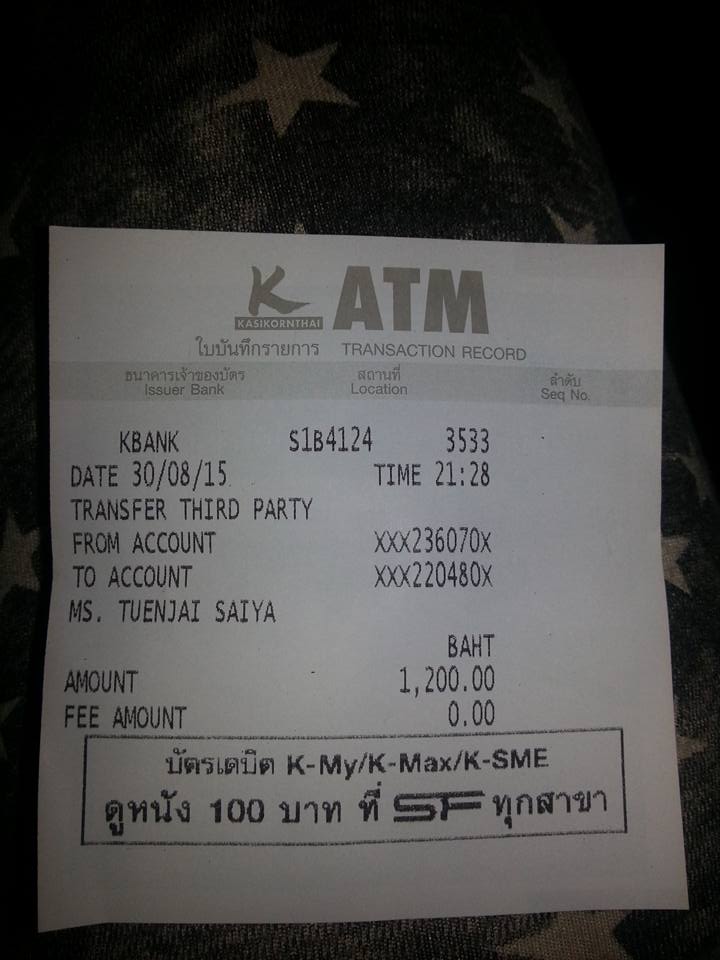 K ATM
KASIKORNTHAI
ใบบันทึกรายการ TRANSACTION RECORD
ธนาคารเจ้าของบัตร สถานที่ ลำดับ
Issuer Bank Location Seq No.
KBANK S1B4124 3533
DATE 30/08/15 TIME 21:28
TRANSFER THIRD PARTY
FROM ACCOUNT XXX236070X
TO ACCOUNT XXX220480X
MS. TUENJAI SAIYA
BAHT
AMOUNT 1,200.00
FEE AMOUNT 0.00
บัตรเดบิต K-My/K-Max/K-SME
ดูหนัง 100 บาท ที่ SF ทุกสาขา